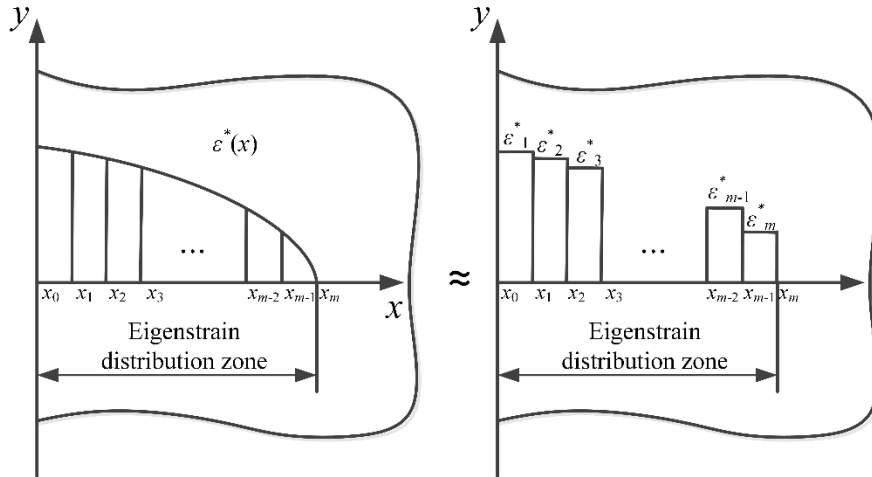 y
ε*(x)
...
x0 x1 x2 x3 xm-2 xm-1 xm
x
Eigenstrain
distribution zone
≈
y
ε*1 ε*2 ε*3
ε*m-1
ε*m
...
x0 x1 x2 x3 xm-2 xm-1 xm
Eigenstrain
distribution zone